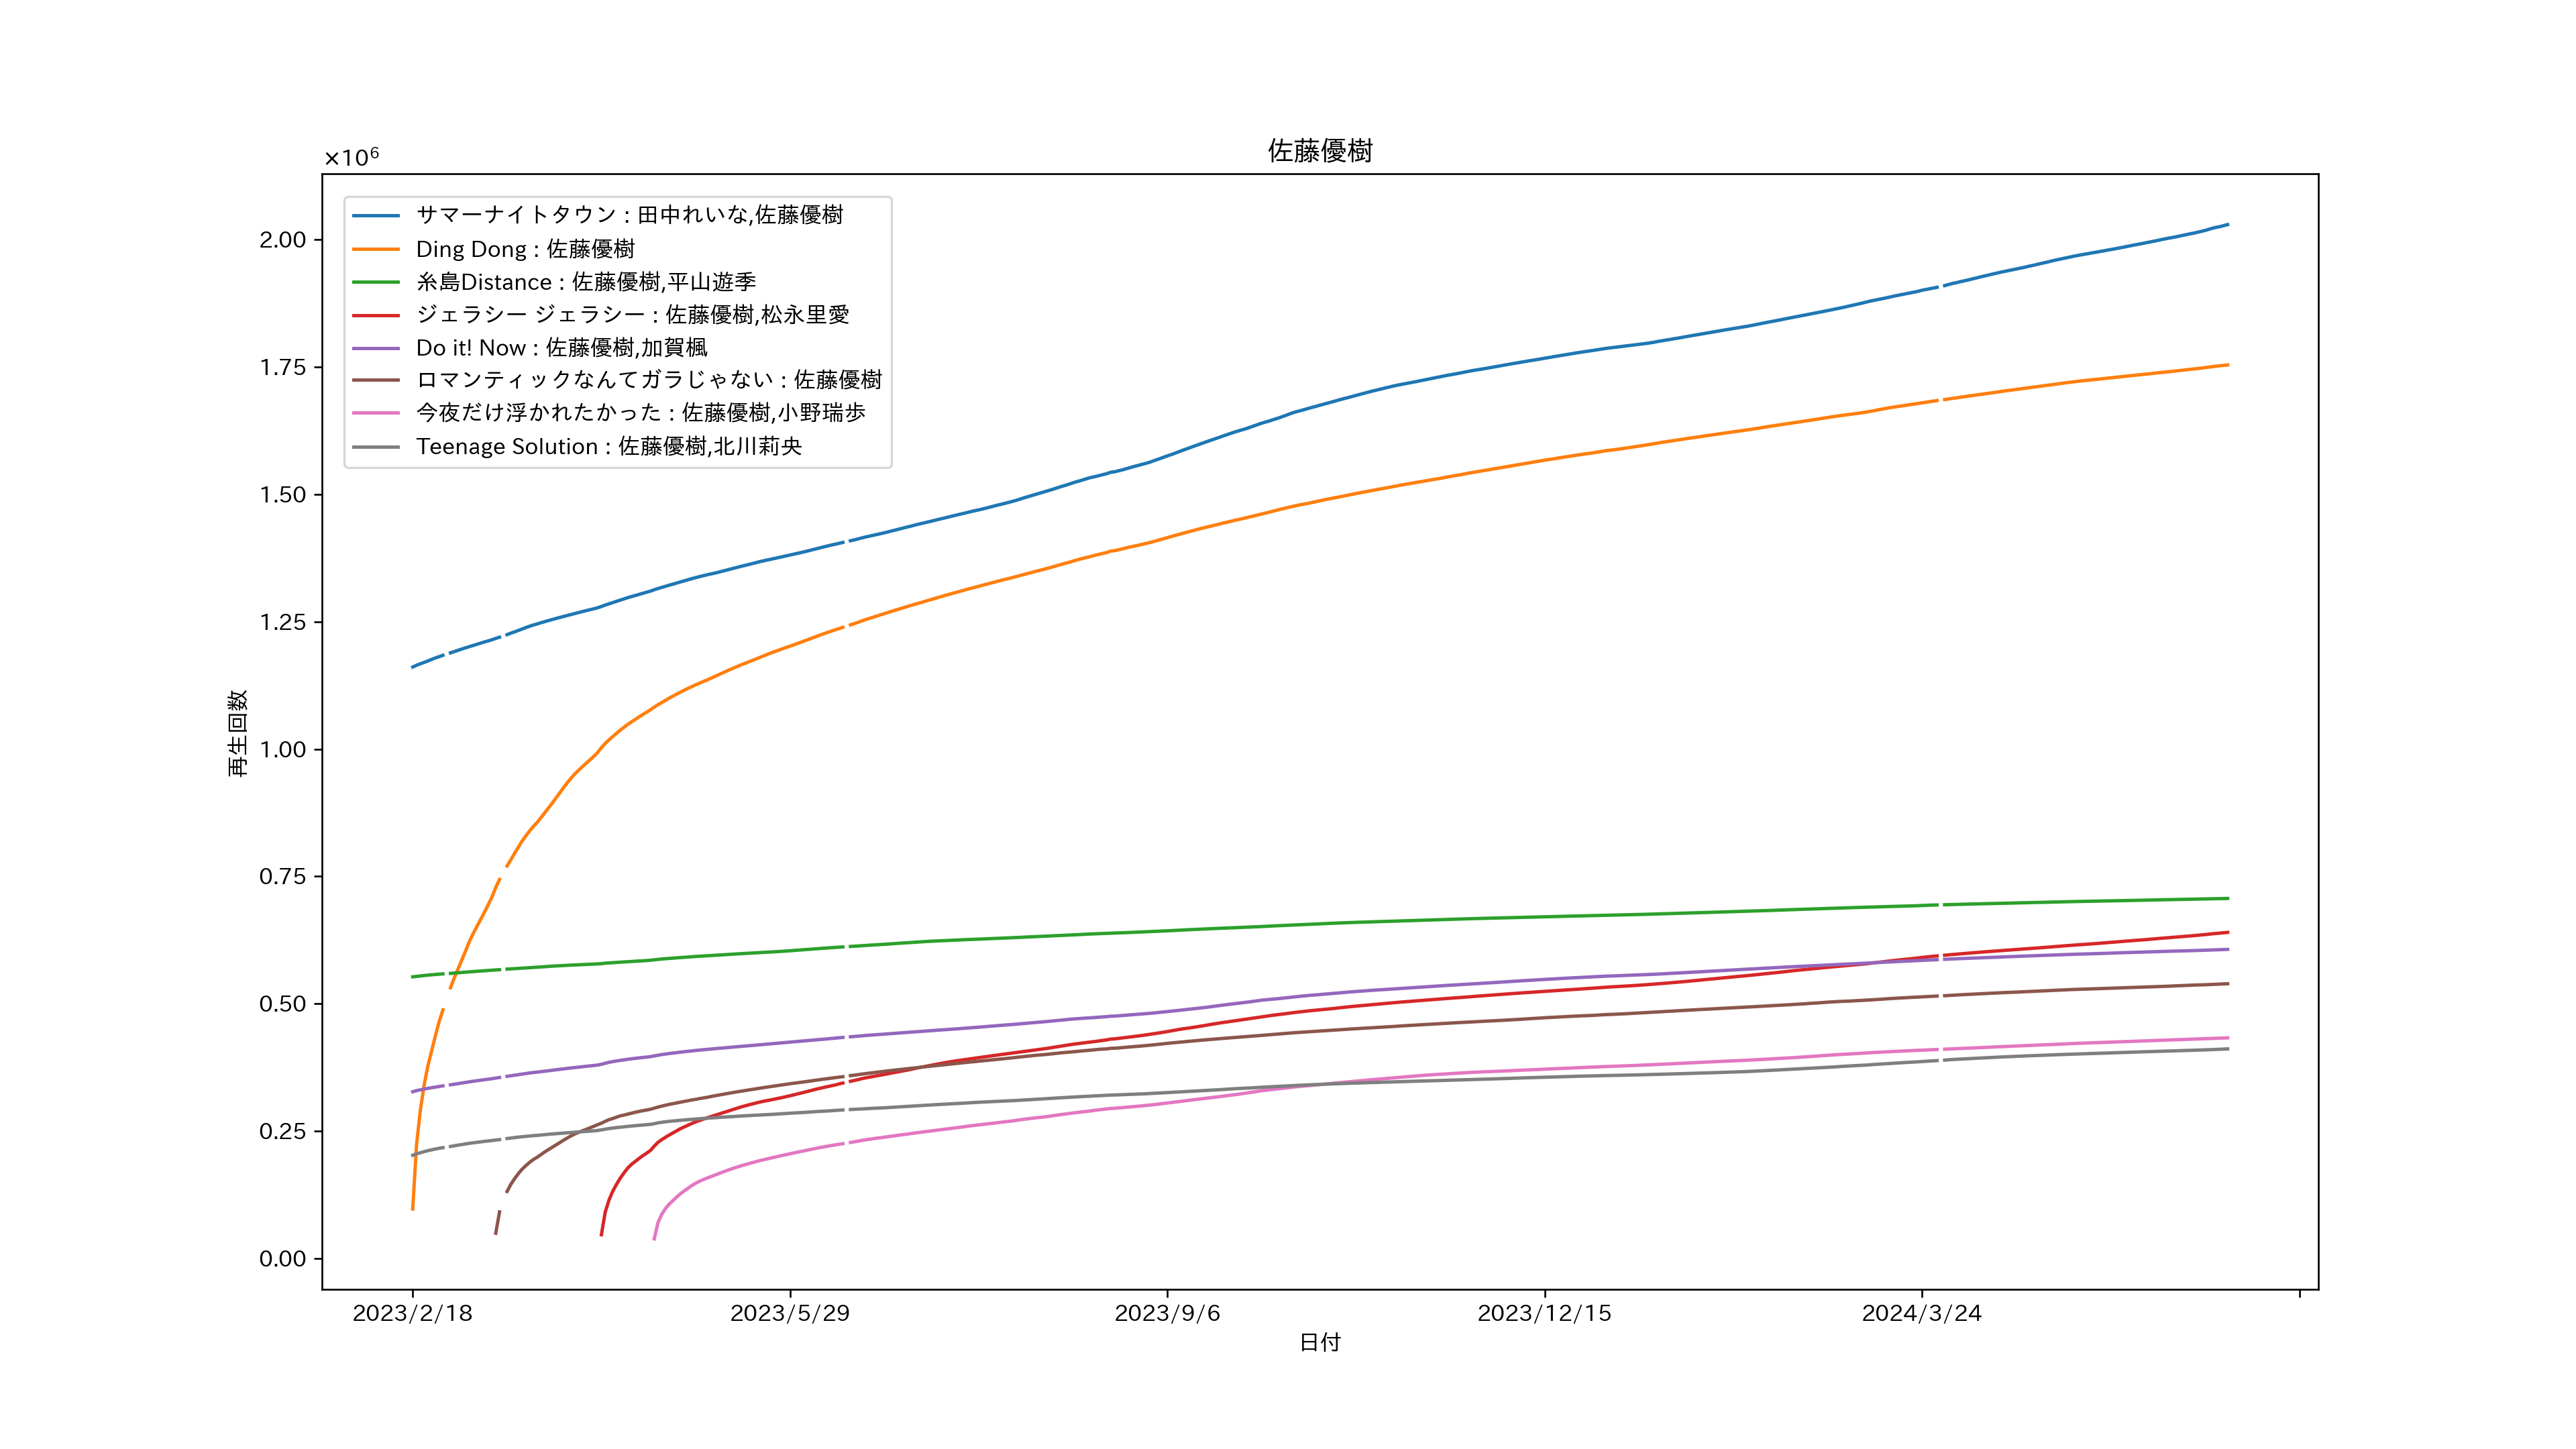 佐藤優樹
×10⁶
サマーナイトタウン : 田中れいな,佐藤優樹
Ding Dong : 佐藤優樹
糸島Distance : 佐藤優樹,平山遊季
ジェラシー ジェラシー : 佐藤優樹,松永里愛
Do it! Now : 佐藤優樹,加賀楓
ロマンティックなんてガラじゃない : 佐藤優樹
今夜だけ浮かれたかった : 佐藤優樹,小野瑞歩
Teenage Solution : 佐藤優樹,北川莉央
2.00
1.75
1.50
1.25
1.00
0.75
0.50
0.25
0.00
再生回数
2023/2/18
2023/5/29
2023/9/6
2023/12/15
2024/3/24
日付